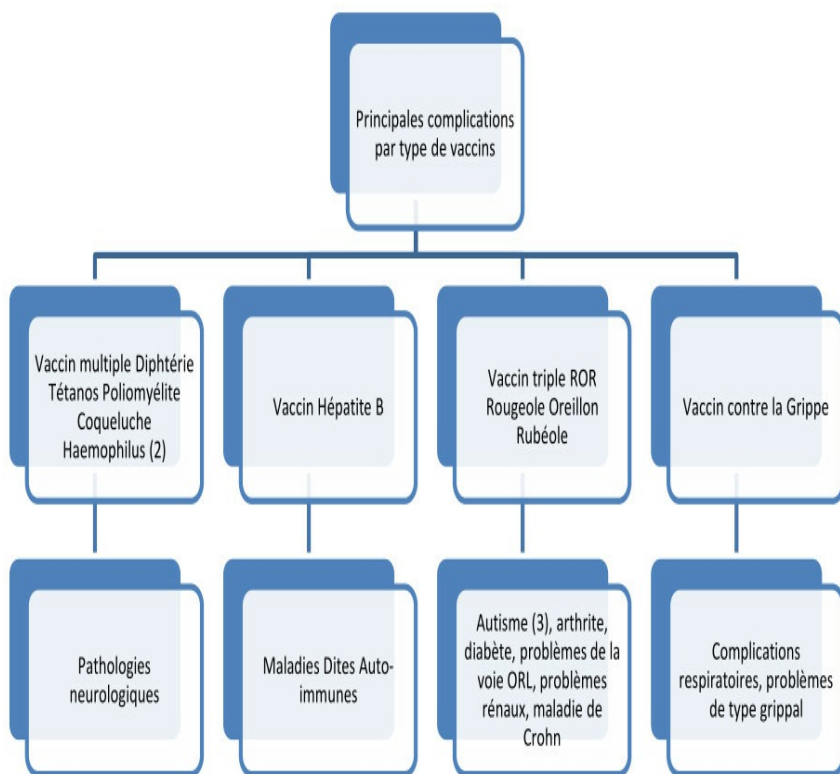 Principales complications
par type de vaccins
Vaccin multiple Diphtérie
Tétanos Poliomyélite
Coqueluche
Haemophilus (2)
Vaccin Hépatite B
Vaccin triple ROR
Rougeole Oreillon
Rubéole
Vaccin contre la Grippe
Pathologies
neurologiques
Maladies Dites Auto-
immunes
Autisme (3), arthrite,
diabète, problèmes de la
voie ORL, problèmes
rénaux, maladie de
Crohn
Complications
respiratoires, problèmes
de type grippal